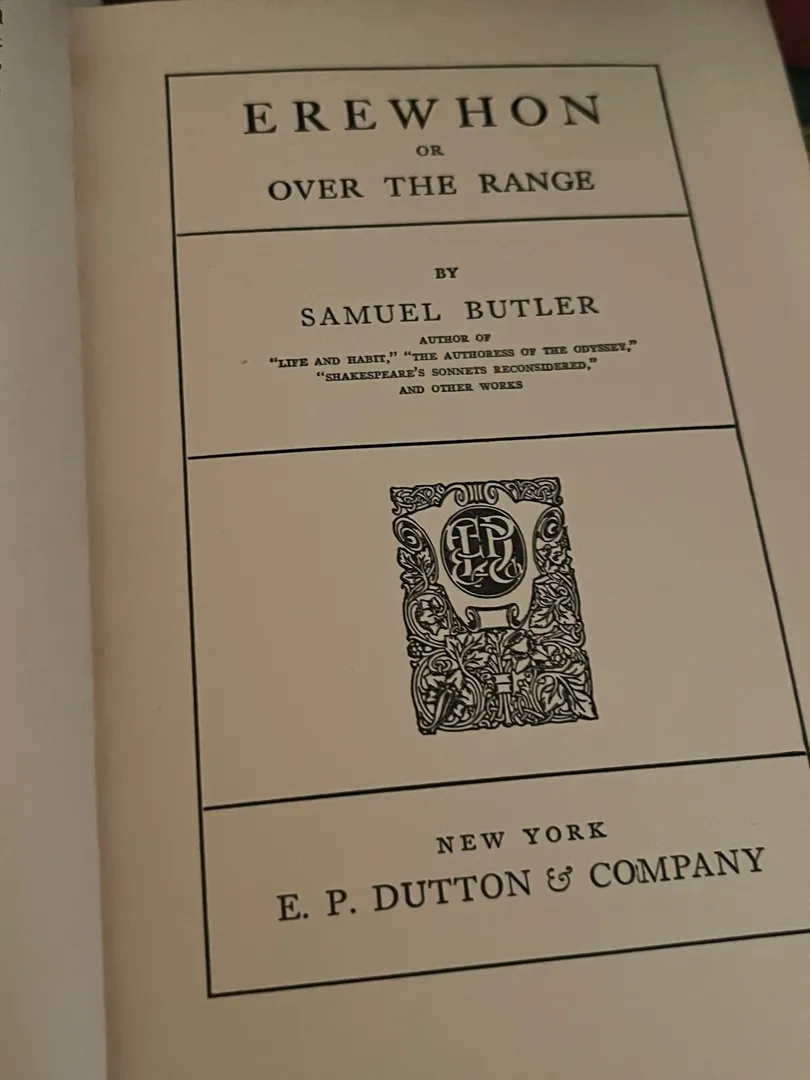 EREWHON
OR
OVER THE RANGE
BY
SAMUEL BUTLER
AUTHOR OF
“LIFE AND HABIT,” “THE AUTHORESS OF THE ODYSSEY,”
“SHAKESPEARE’S SONNETS RECONSIDERED,”
AND OTHER WORKS
NEW YORK
E. P. DUTTON & COMPANY